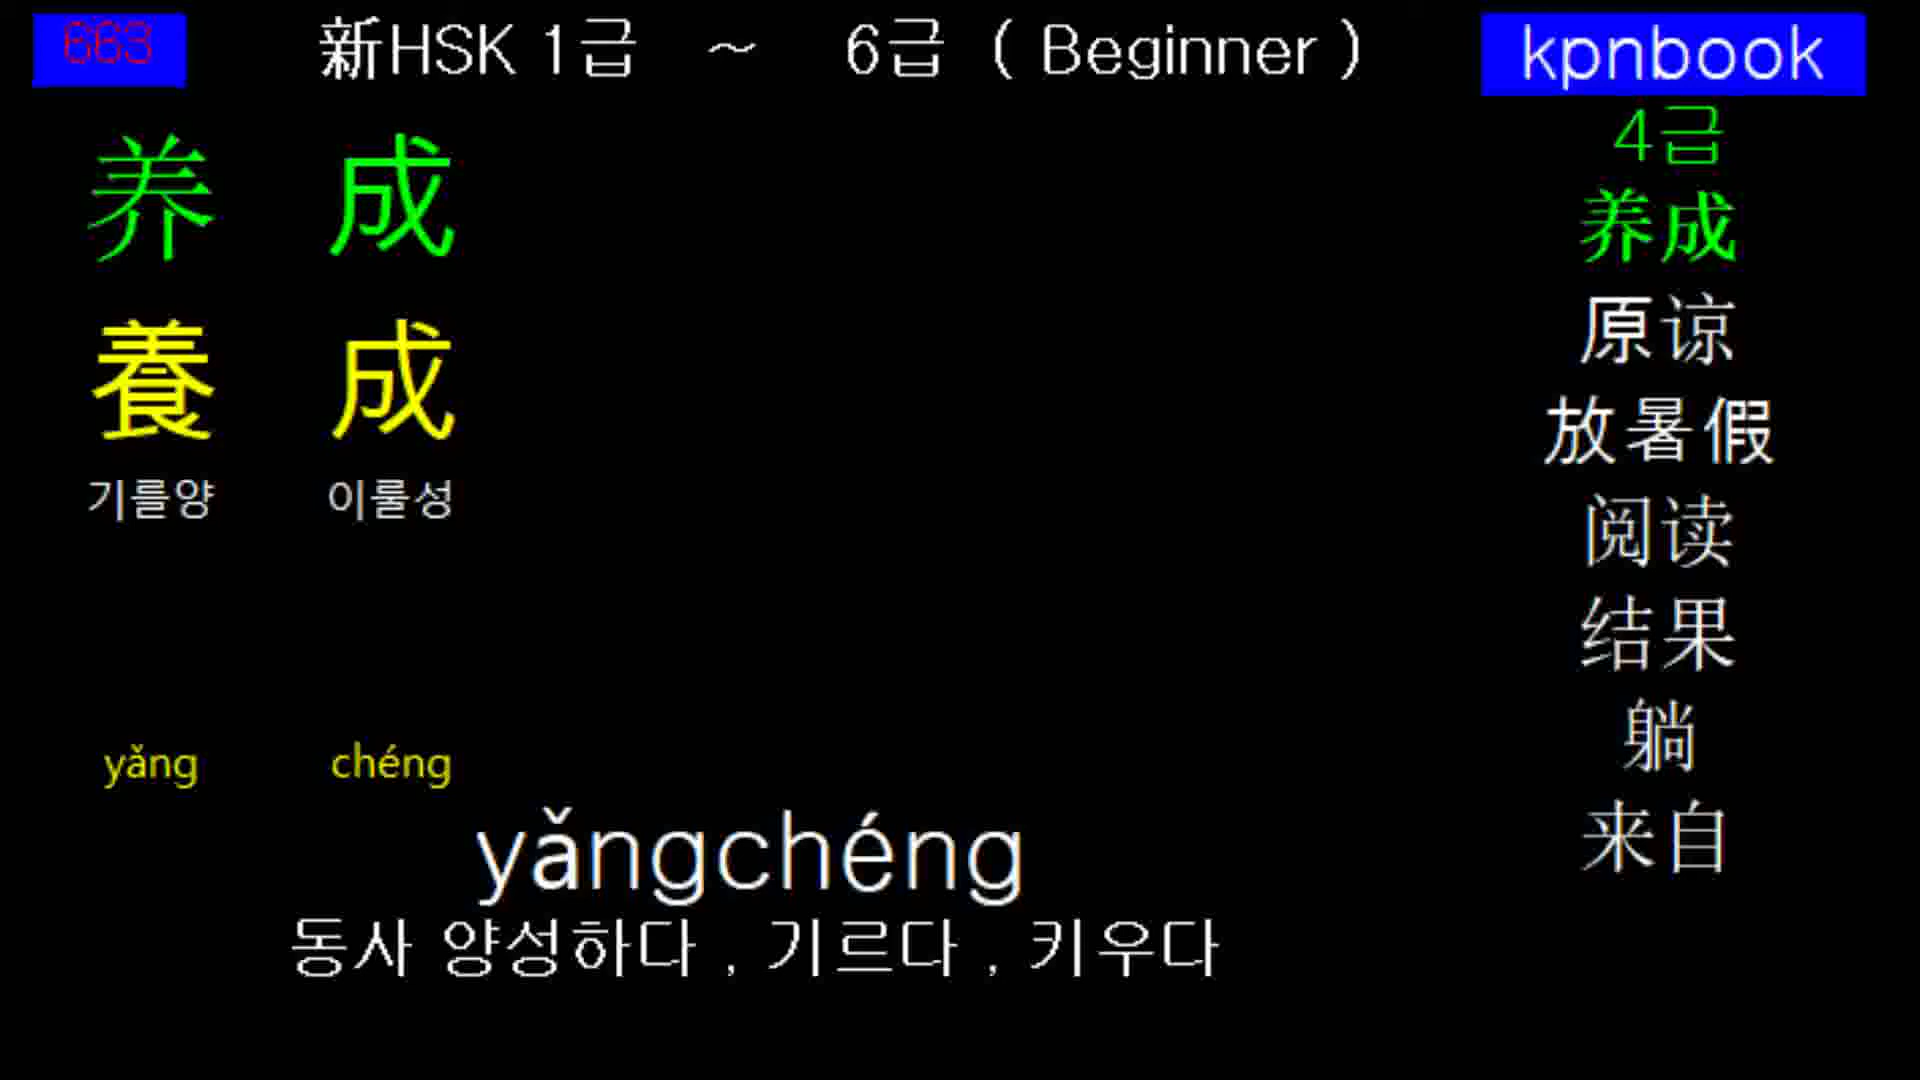 663
新HSK 1급 ~ 6급 ( Beginner )
kpnbook
养 成
養 成
기를양 이룰성
yǎng chéng
yǎngchéng
동사 양성하다 , 기르다 , 키우다
4급
养成
原谅
放暑假
阅读
结果
躺
来自